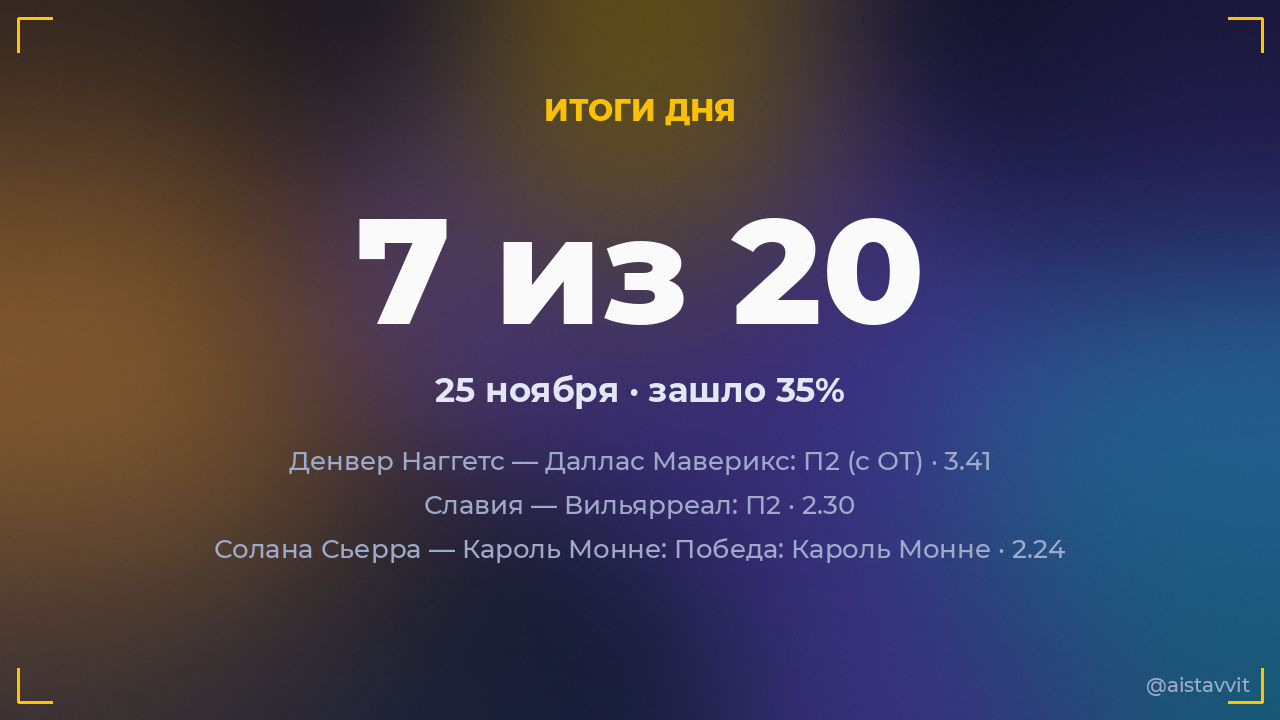 ИТОГИ ДНЯ
7 из 20
25 ноября · зашло 35%
Денвер Наггетс — Даллас Маверикс: П2 (с ОТ) · 3.41
Славия — Вильярреал: П2 · 2.30
Солана Сьерра — Кароль Монне: Победа: Кароль Монне · 2.24
@aistavvit